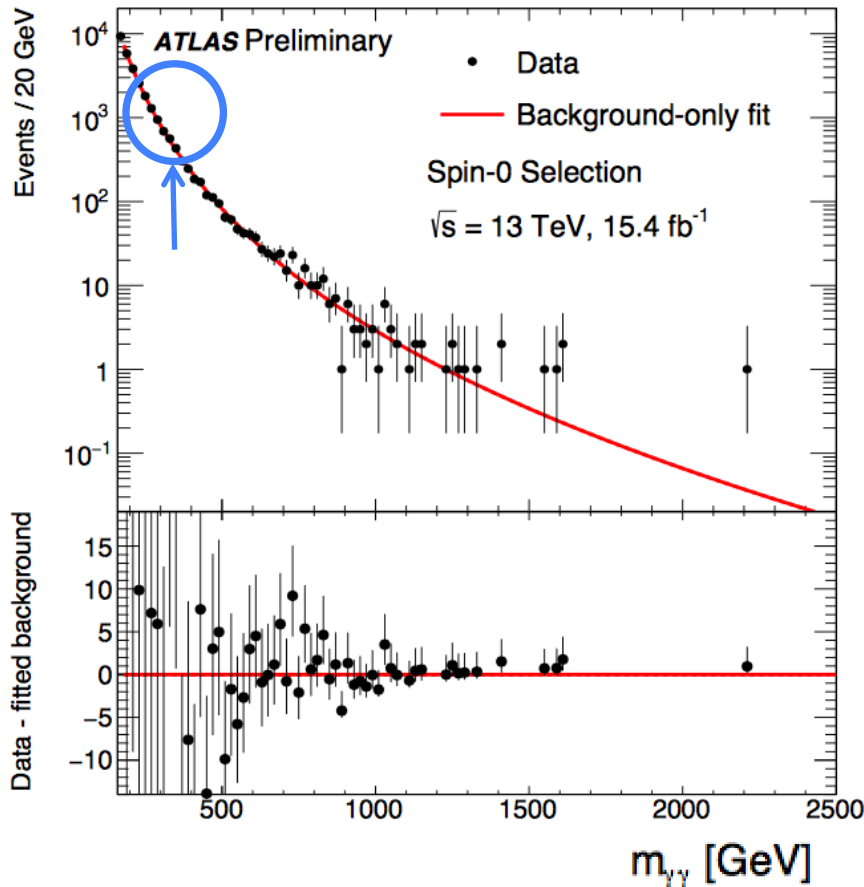 ATLAS Preliminary
Data
Background-only fit
Spin-0 Selection
√s = 13 TeV, 15.4 fb⁻¹
Events / 20 GeV
10⁴
10³
10²
10
1
10⁻¹
Data - fitted background
15
10
5
0
−5
−10
500 1000 1500 2000 2500
m_γγ [GeV]